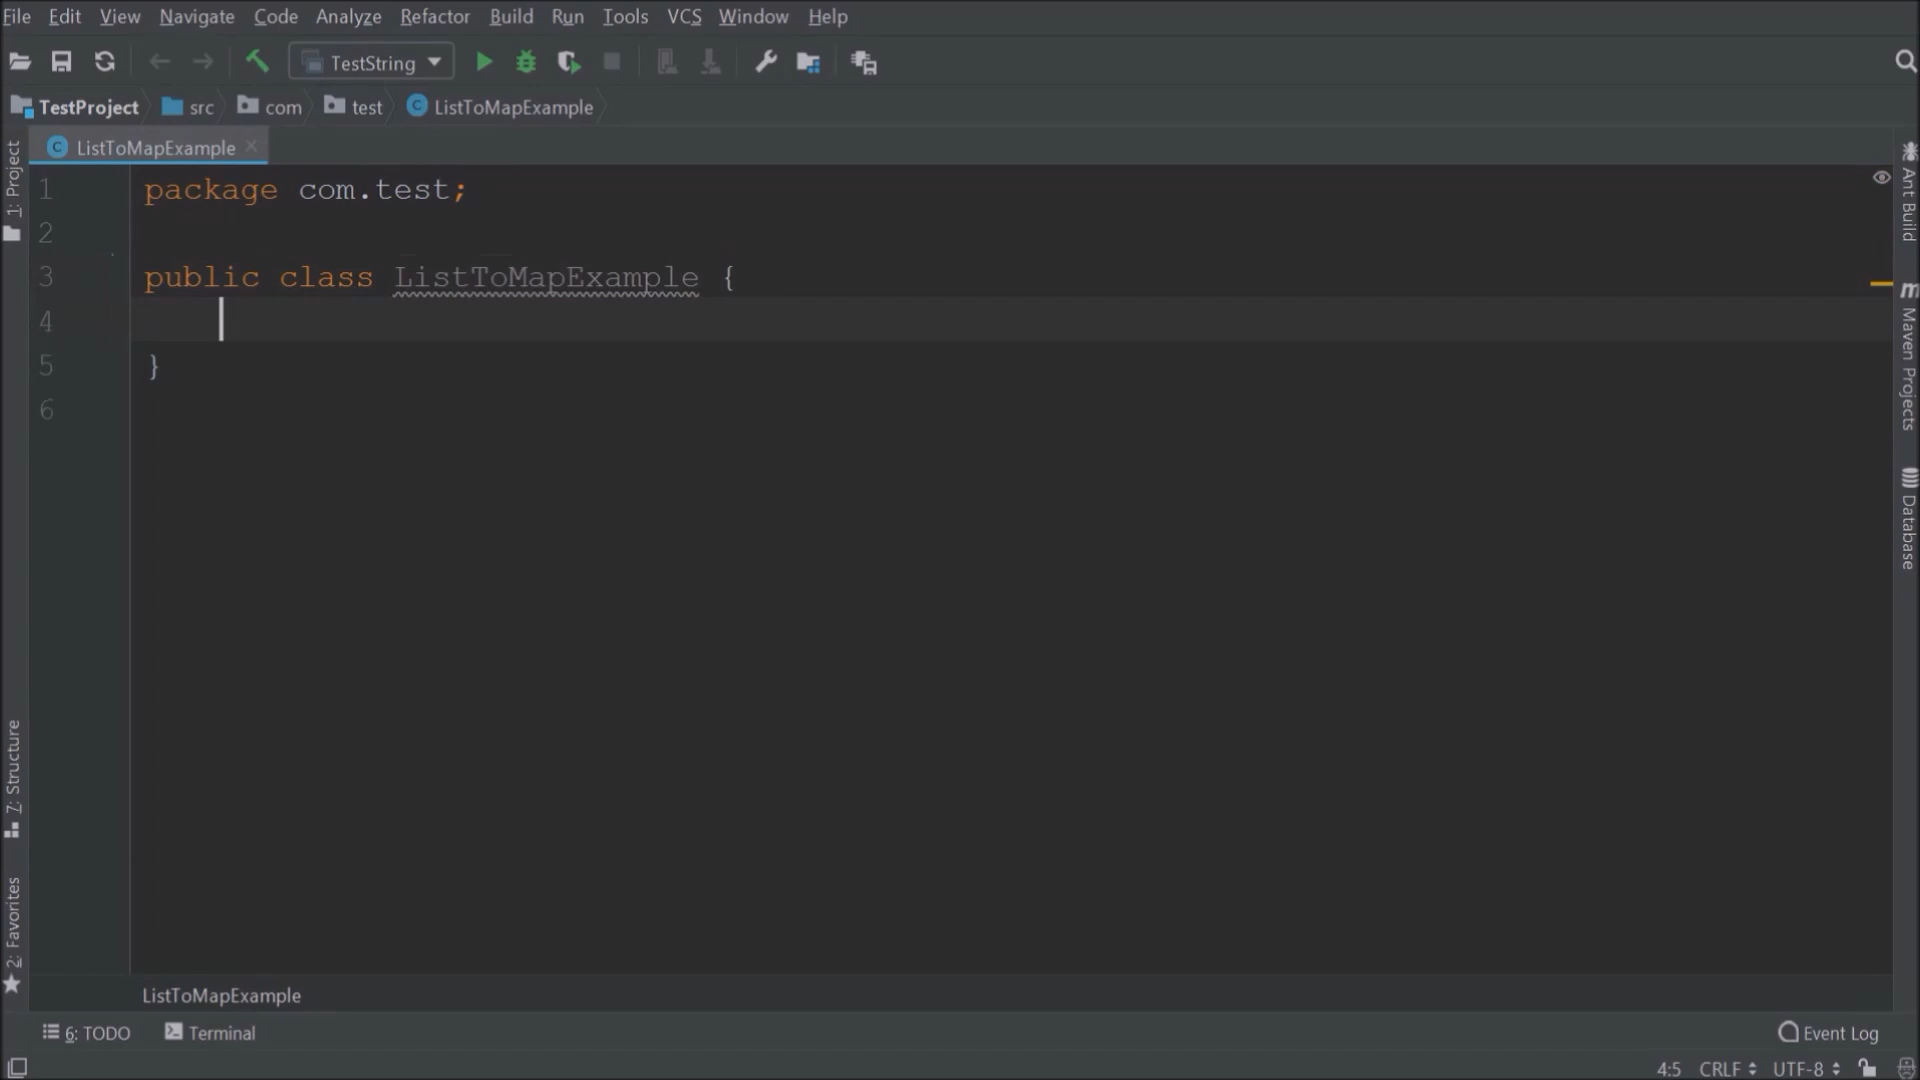 File Edit View Navigate Code Analyze Refactor Build Run Tools VCS Window Help
TestString
TestProject src com test ListToMapExample
ListToMapExample
1 package com.test;
2
3 public class ListToMapExample {
4
5 }
6
1: Project
7: Structure
2: Favorites
Ant Build
Maven Projects
Database
ListToMapExample
6: TODO Terminal Event Log
4:5 CRLF UTF-8